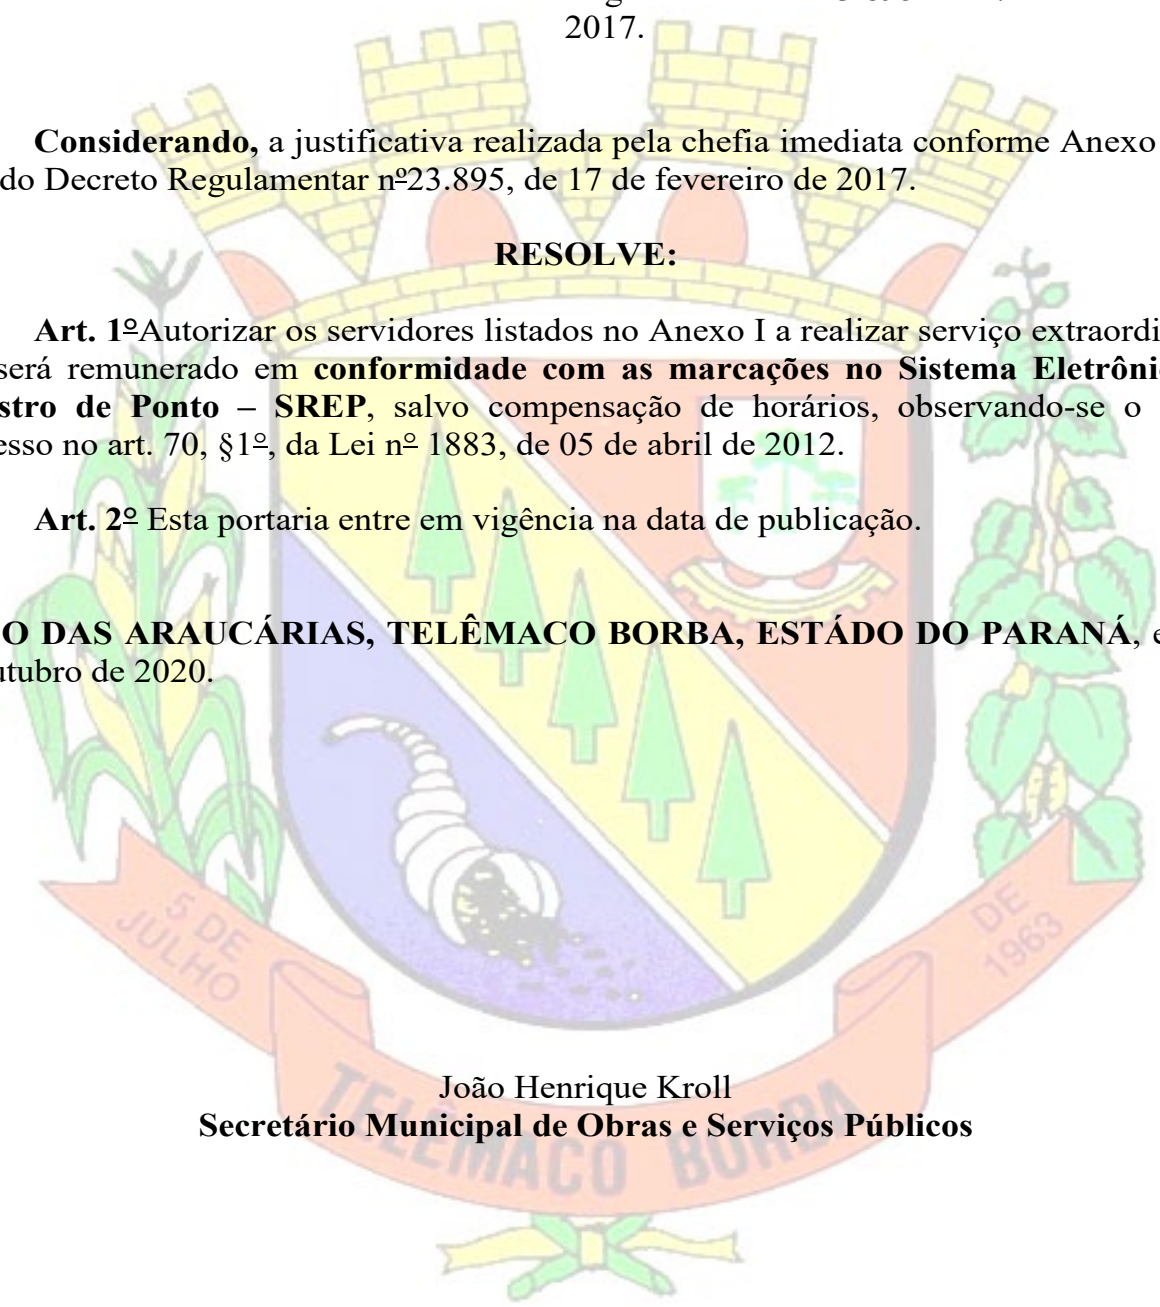 2017.
Considerando, a justificativa realizada pela chefia imediata conforme Anexo
do Decreto Regulamentar nº23.895, de 17 de fevereiro de 2017.
RESOLVE:
Art. 1ºAutorizar os servidores listados no Anexo I a realizar serviço extraordi
será remunerado em conformidade com as marcações no Sistema Eletrôni
stro de Ponto – SREP, salvo compensação de horários, observando-se o
esso no art. 70, §1º, da Lei nº 1883, de 05 de abril de 2012.
Art. 2º Esta portaria entre em vigência na data de publicação.
O DAS ARAUCÁRIAS, TELÊMACO BORBA, ESTÁDO DO PARANÁ, e
utubro de 2020.
5 DE
JULHO
DE
1963
João Henrique Kroll
Secretário Municipal de Obras e Serviços Públicos
TELÊMACO BORBA